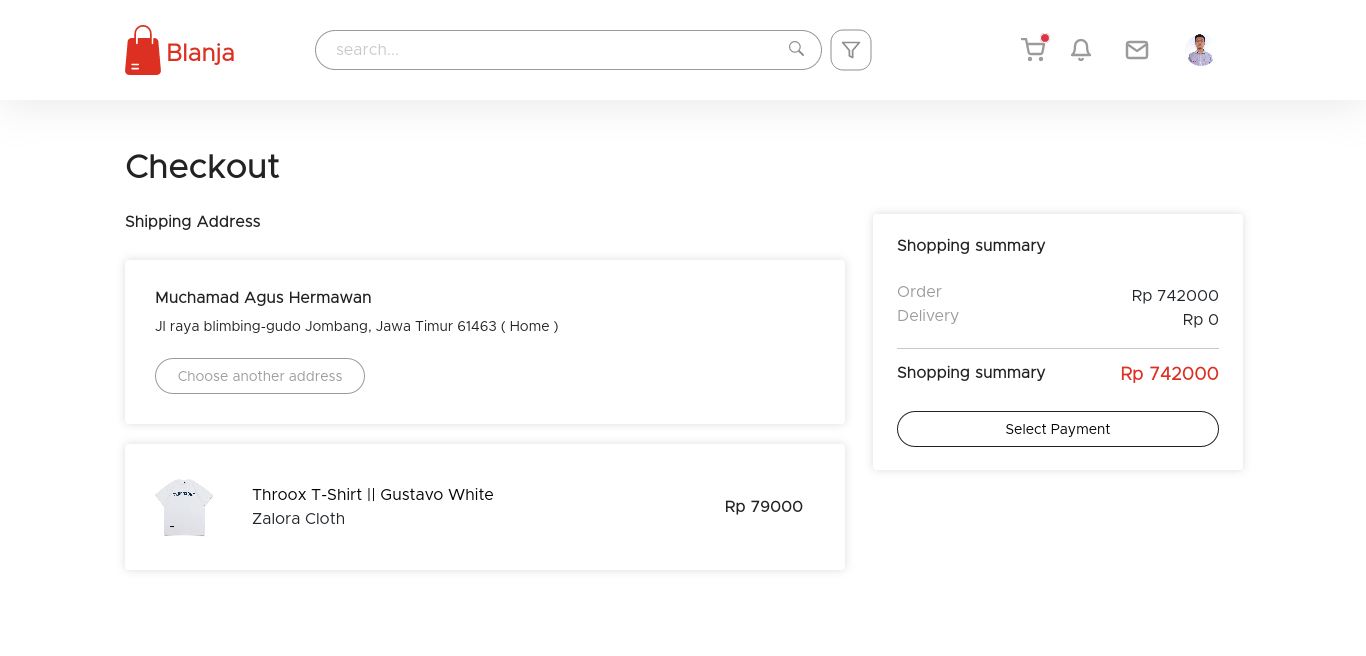 Blanja
search...
Checkout
Shipping Address
Muchamad Agus Hermawan
Jl raya blimbing-gudo Jombang, Jawa Timur 61463 ( Home )
Choose another address
Throox T-Shirt || Gustavo White
Zalora Cloth
Rp 79000
Shopping summary
Order Rp 742000
Delivery Rp 0
Shopping summary Rp 742000
Select Payment